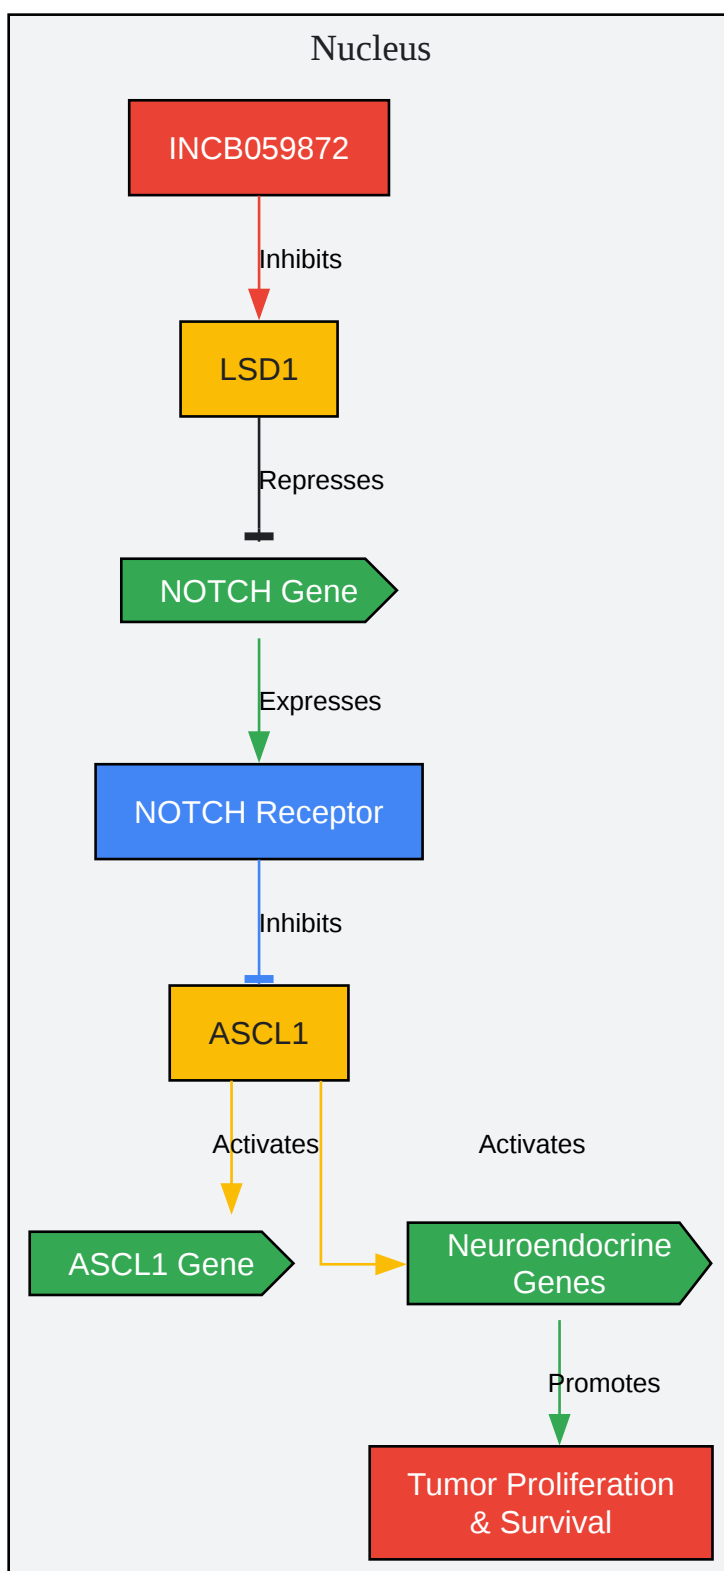 Nucleus
INCB059872
Inhibits
LSD1
Represses
NOTCH Gene
Expresses
NOTCH Receptor
Inhibits
ASCL1
Activates
Activates
ASCL1 Gene
Neuroendocrine
Genes
Promotes
Tumor Proliferation
& Survival